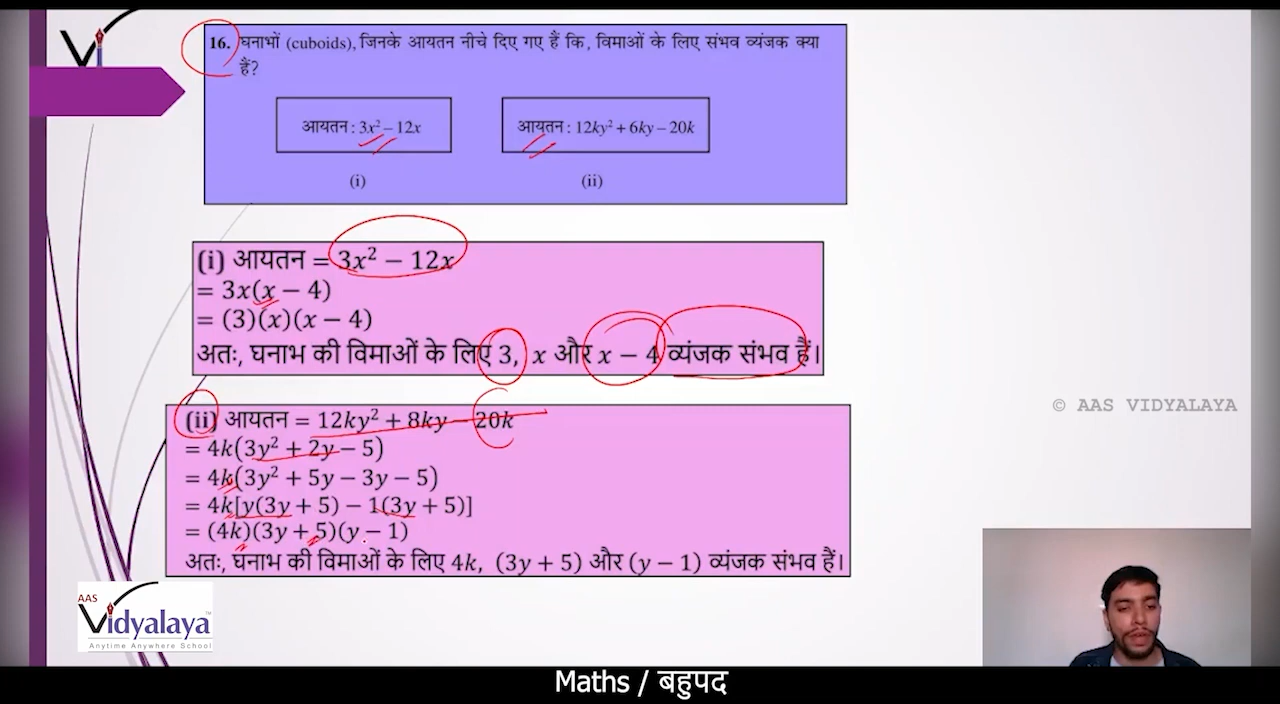 16. घनाभों (cuboids), जिनके आयतन नीचे दिए गए हैं कि, विमाओं के लिए संभव व्यंजक क्या
हैं?
आयतन : 3x² – 12x
आयतन : 12ky² + 6ky – 20k
(i)
(ii)
(i) आयतन = 3x² − 12x
= 3x(x − 4)
= (3)(x)(x − 4)
अतः, घनाभ की विमाओं के लिए 3, x और x − 4 व्यंजक संभव हैं।
(ii) आयतन = 12ky² + 8ky − 20k
= 4k(3y² + 2y − 5)
= 4k(3y² + 5y − 3y − 5)
= 4k[y(3y + 5) − 1(3y + 5)]
= (4k)(3y + 5)(y − 1)
अतः, घनाभ की विमाओं के लिए 4k, (3y + 5) और (y − 1) व्यंजक संभव हैं।
© AAS VIDYALAYA
AAS
Vidyalaya
Anytime Anywhere School
Maths / बहुपद